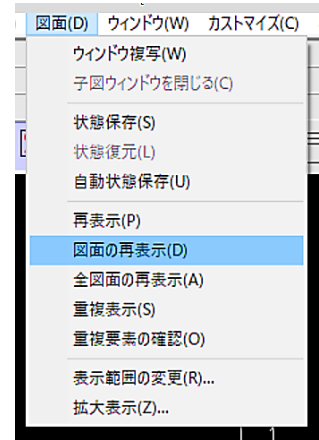 図面(D) ウィンドウ(W) カスタマイズ(C)
ウィンドウ複写(W)
子図ウィンドウを閉じる(C)
状態保存(S)
状態復元(L)
自動状態保存(U)
再表示(P)
図面の再表示(D)
全図面の再表示(A)
重複表示(S)
重複要素の確認(O)
表示範囲の変更(R)...
拡大表示(Z)...
1